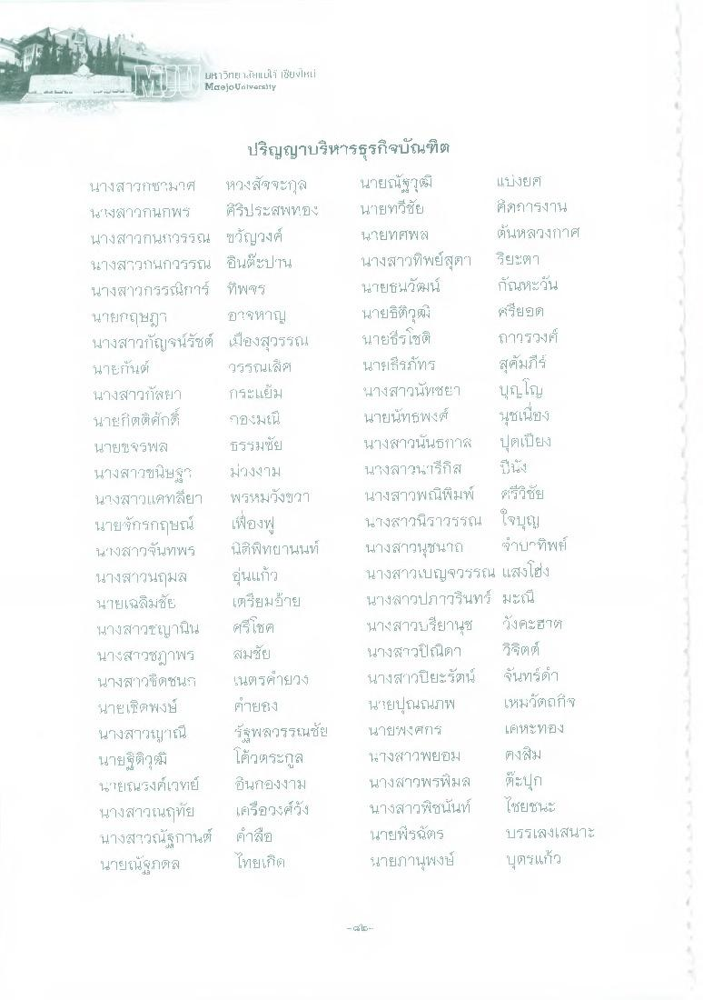 MJU
มหาวิทยาลัยแม่โจ้ เชียงใหม่
Maejo University
ปริญญาบริหารธุรกิจบัณฑิต
นางสาวกชามาศ หวงสัจจะกุล
นางสาวกนกพร ศิริประสพทอง
นางสาวกนกวรรณ ขวัญวงค์
นางสาวกนกวรรณ อินต๊ะปาน
นางสาวกรรณิการ์ ทิพจร
นายกฤษฎา อาจหาญ
นางสาวกัญจน์รัชต์ เมืองสุวรรณ
นายกันต์ วรรณเลิศ
นางสาวกัลยา กระแย้ม
นายกิตติศักดิ์ กองมณี
นายขจรพล ธรรมชัย
นางสาวขนิษฐา ม่วงงาม
นางสาวแคทลียา พรหมวังขวา
นายจักรกฤษณ์ เฟื่องฟู
นางสาวจันทพร นิติพิทยานนท์
นางสาวนฤมล อุ่นแก้ว
นายเฉลิมชัย เตรียมอ้าย
นางสาวชญานิน ศรีโชค
นางสาวชฎาพร สมชัย
นางสาวชิดชนก เนตรคำยวง
นายเชิดพงษ์ คำยอง
นางสาวญาณี รัฐพลวรรณชัย
นายฐิติวุฒิ โค้วตระกูล
นายณรงค์เวทย์ อินกองงาม
นางสาวณฤทัย เครือวงศ์วัง
นางสาวณัฐกานต์ คำลือ
นายณัฐภดล ไทยเกิด
นายณัฐวุฒิ แบ่งยศ
นายทวีชัย คิดการงาน
นายทศพล ต้นหลวงกาศ
นางสาวทิพย์สุดา ริยะตา
นายธนวัฒน์ กัณหะวัน
นายธิติวุฒิ ศรียอด
นายธีรโชติ ถาวรวงค์
นายธีรภัทร สุคัมภีร์
นางสาวนัทชยา บุญโญ
นายนัทธพงศ์ นุชเนื่อง
นางสาวนันธกาล ปุดเปียง
นางสาวนารีกิส ปีนัง
นางสาวพณิพิมพ์ ศรีวิชัย
นางสาวนิราวรรณ ใจบุญ
นางสาวนุชนาถ จำปาทิพย์
นางสาวเบญจวรรณ แสงโฮ่ง
นางสาวปภาวรินทร์ มะณี
นางสาวปรียานุช วังคะฮาต
นางสาวปิณิดา วิจิตต์
นางสาวปิยะรัตน์ จันทร์ดำ
นายปุณณภพ เหมวัตถกิจ
นายพงศกร เคหะทอง
นางสาวพยอม คงสิม
นางสาวพรพิมล ต๊ะปุก
นางสาวพิชนันท์ ไชยชนะ
นายพีรฉัตร บรรเลงเสนาะ
นายภานุพงษ์ บุตรแก้ว
-๘๒-